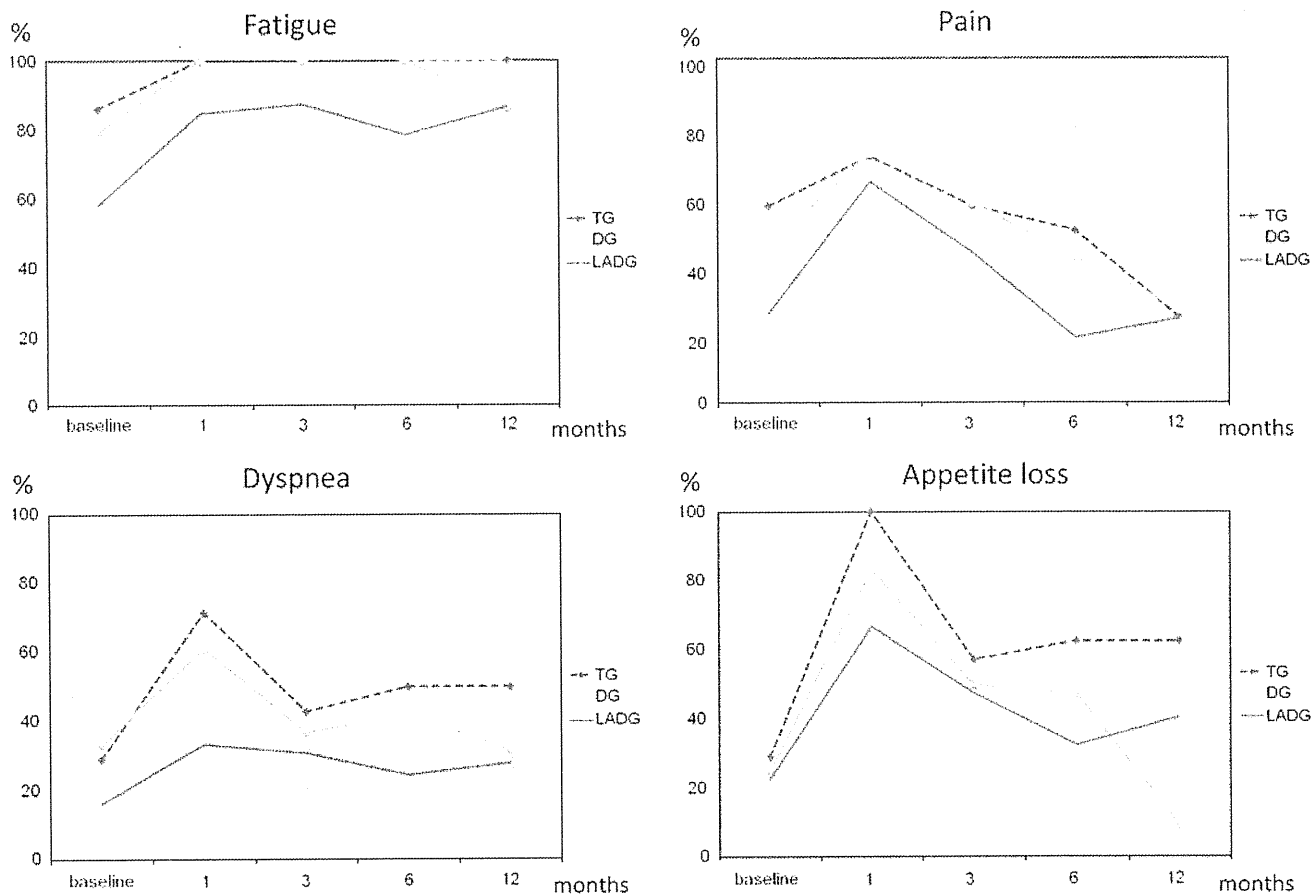 Fatigue
%
100
80
60
40
20
0
baseline 1 3 6 12 months
TG
DG
LADG
Pain
%
100
80
60
40
20
0
baseline 1 3 6 12 months
TG
DG
LADG
Dyspnea
%
100
80
60
40
20
0
baseline 1 3 6 12 months
TG
DG
LADG
Appetite loss
%
100
80
60
40
20
0
baseline 1 3 6 12 months
TG
DG
LADG